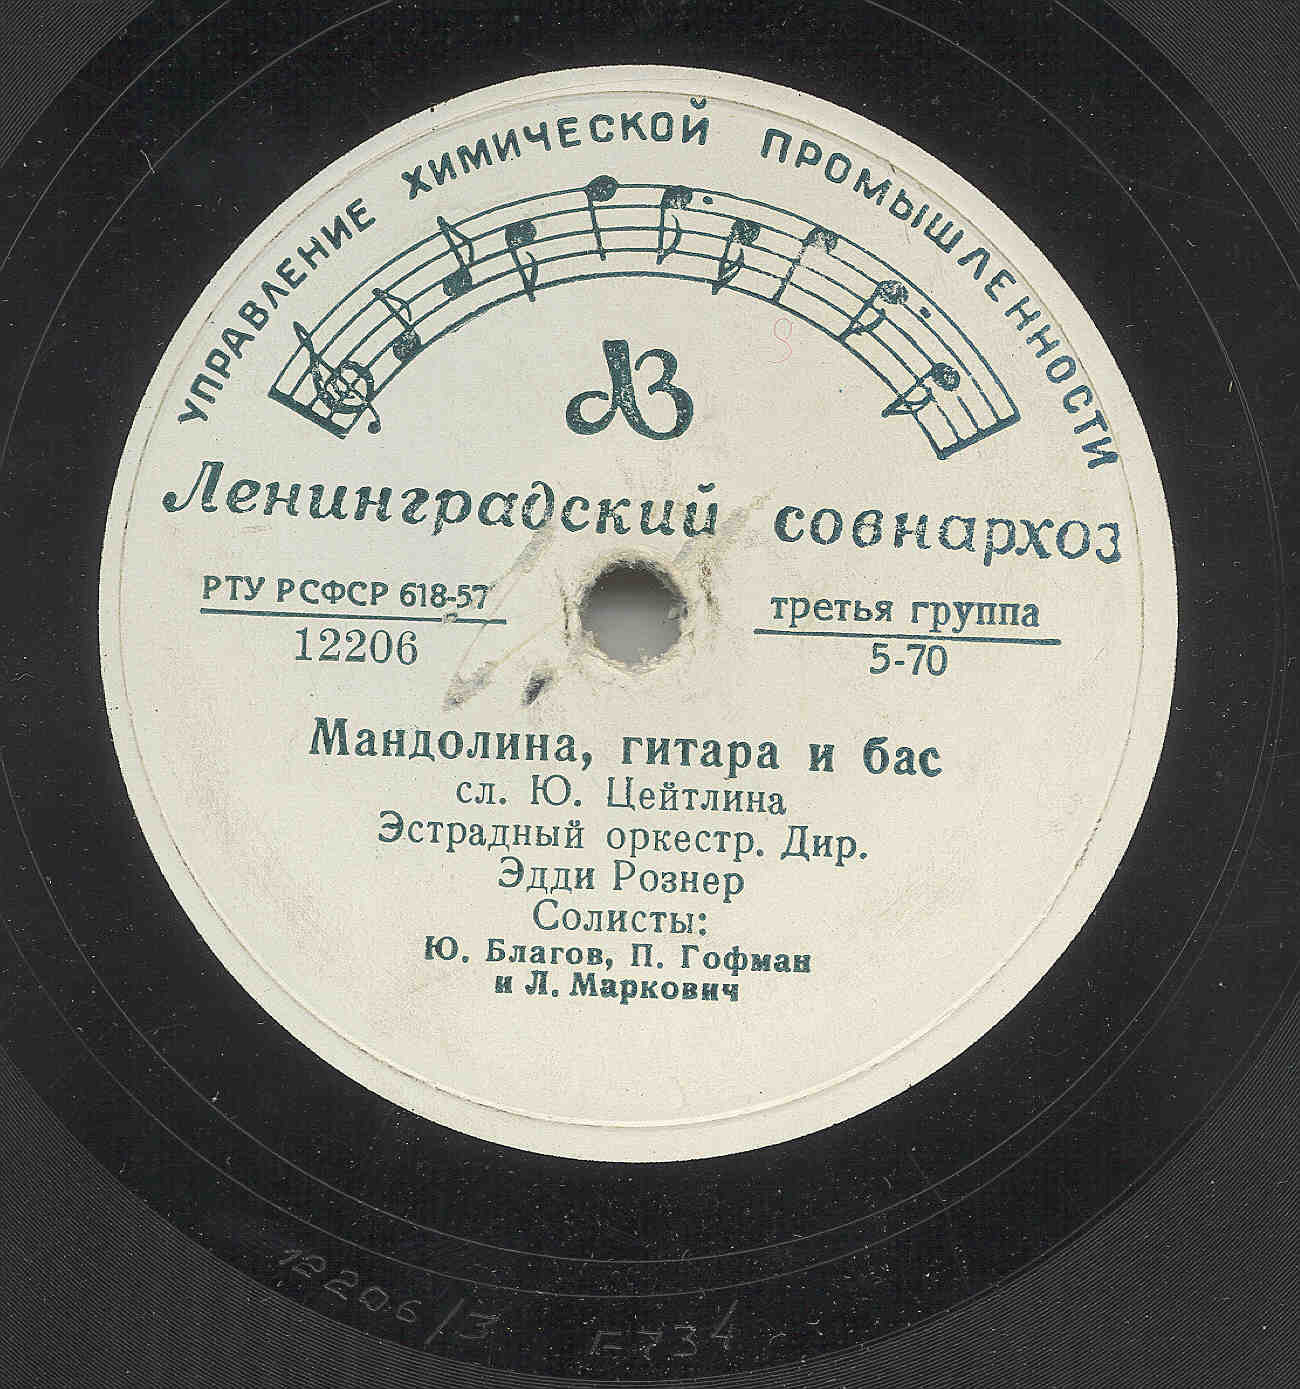 УПРАВЛЕНИЕ ХИМИЧЕСКОЙ ПРОМЫШЛЕННОСТИ
ЛЗ
Ленинградский совнархоз
РТУ РСФСР 618-57
12206
третья группа
5-70
Мандолина, гитара и бас
сл. Ю. Цейтлина
Эстрадный оркестр. Дир.
Эдди Рознер
Солисты:
Ю. Благов, П. Гофман
и Л. Маркович
12206/3